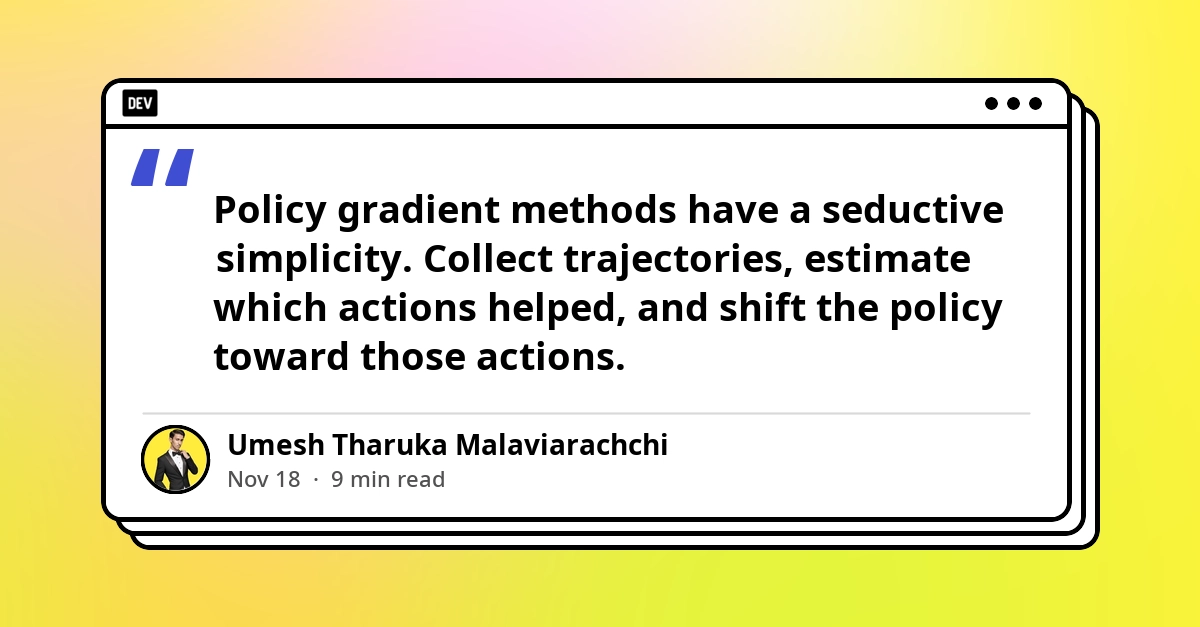 DEV
“
Policy gradient methods have a seductive
simplicity. Collect trajectories, estimate
which actions helped, and shift the policy
toward those actions.
Umesh Tharuka Malaviarachchi
Nov 18 · 9 min read